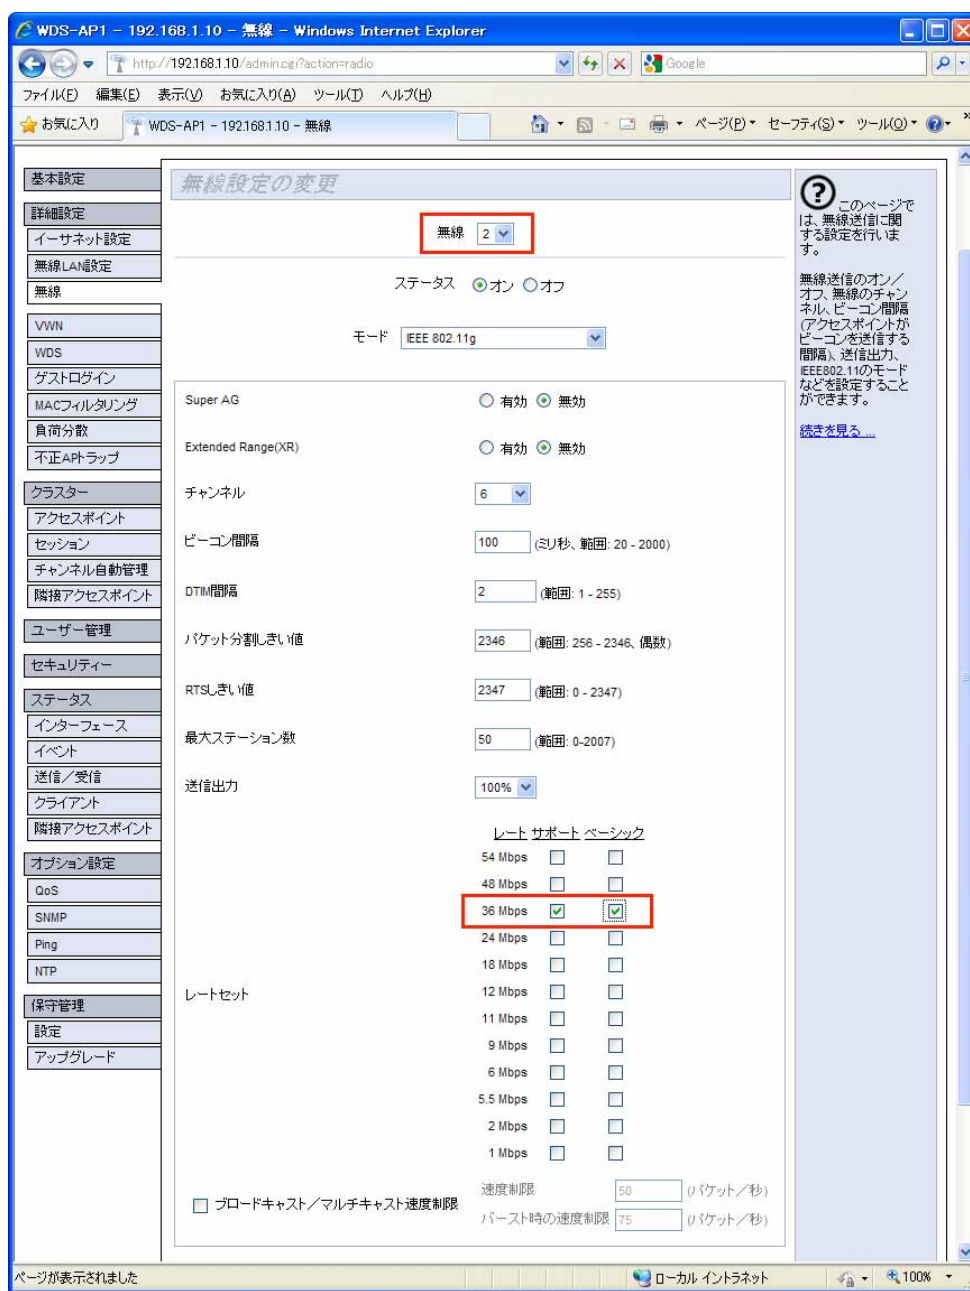 WDS-AP1 - 192.168.1.10 - 無線 - Windows Internet Explorer
http://192.168.1.10/admin.cgi?action=radio
Google
ファイル(F) 編集(E) 表示(V) お気に入り(A) ツール(T) ヘルプ(H)
お気に入り WDS-AP1 - 192.168.1.10 - 無線 ページ(P) セーフティ(S) ツール(O)
基本設定
詳細設定
イーサネット設定
無線LAN設定
無線
VWN
WDS
ゲストログイン
MACフィルタリング
負荷分散
不正APトラップ
クラスター
アクセスポイント
セッション
チャンネル自動管理
隣接アクセスポイント
ユーザー管理
セキュリティー
ステータス
インターフェース
イベント
送信/受信
クライアント
隣接アクセスポイント
オプション設定
QoS
SNMP
Ping
NTP
保守管理
設定
アップグレード
無線設定の変更
無線 2
ステータス オン オフ
モード IEEE 802.11g
Super AG 有効 無効
Extended Range(XR) 有効 無効
チャンネル 6
ビーコン間隔 100 (ミリ秒、範囲: 20 - 2000)
DTIM間隔 2 (範囲: 1 - 255)
パケット分割しきい値 2346 (範囲: 256 - 2346、偶数)
RTSしきい値 2347 (範囲: 0 - 2347)
最大ステーション数 50 (範囲: 0-2007)
送信出力 100%
レートセット
レート サポート ベーシック
54 Mbps
48 Mbps
36 Mbps
24 Mbps
18 Mbps
12 Mbps
11 Mbps
9 Mbps
6 Mbps
5.5 Mbps
2 Mbps
1 Mbps
ブロードキャスト/マルチキャスト速度制限
速度制限 50 (パケット/秒)
バースト時の速度制限 75 (パケット/秒)
このページで
は、無線送信に関
する設定を行いま
す。
無線送信のオン/
オフ、無線のチャン
ネル、ビーコン間隔
(アクセスポイントが
ビーコンを送信する
間隔)、送信出力、
IEEE802.11のモード
などを設定すること
ができます。
続きを見る ...
ページが表示されました ローカル イントラネット 100%